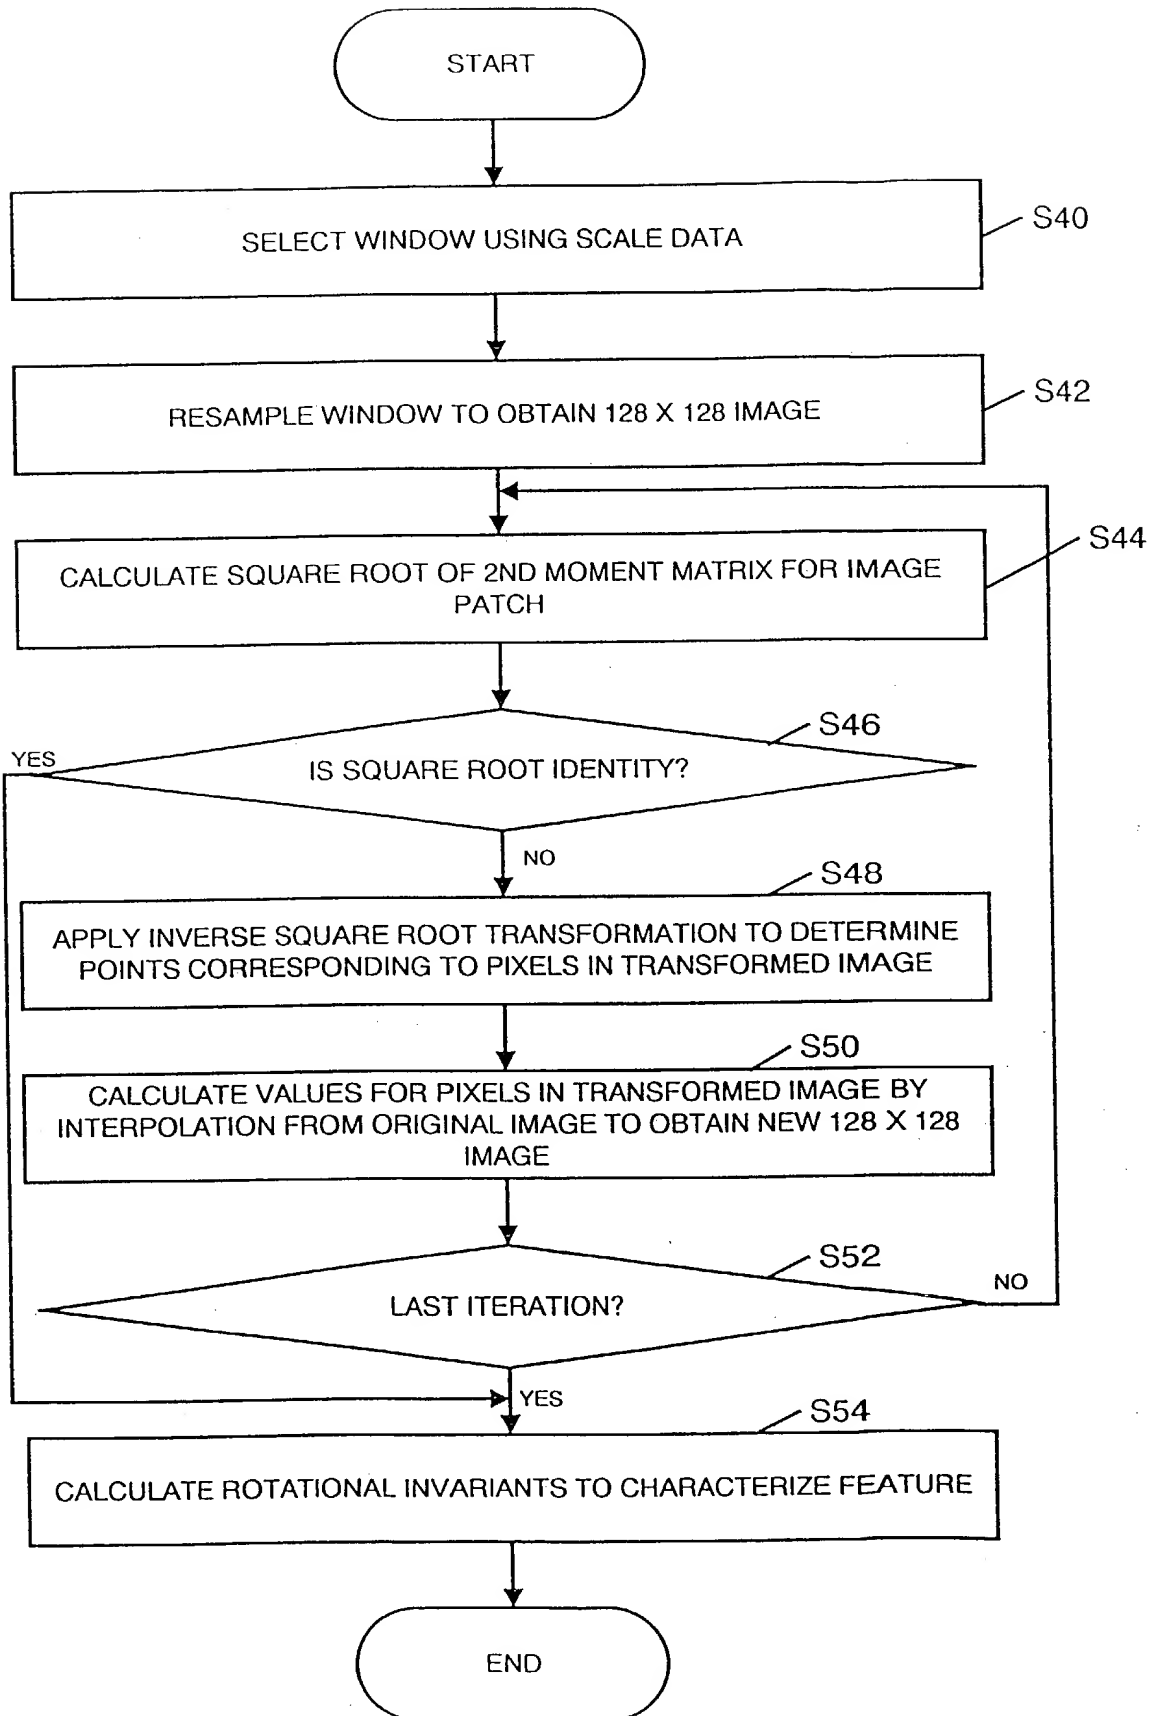 START
SELECT WINDOW USING SCALE DATA
S40
RESAMPLE WINDOW TO OBTAIN 128 X 128 IMAGE
S42
CALCULATE SQUARE ROOT OF 2ND MOMENT MATRIX FOR IMAGE
PATCH
S44
S46
YES
IS SQUARE ROOT IDENTITY?
NO
S48
APPLY INVERSE SQUARE ROOT TRANSFORMATION TO DETERMINE
POINTS CORRESPONDING TO PIXELS IN TRANSFORMED IMAGE
S50
CALCULATE VALUES FOR PIXELS IN TRANSFORMED IMAGE BY
INTERPOLATION FROM ORIGINAL IMAGE TO OBTAIN NEW 128 X 128
IMAGE
S52
NO
LAST ITERATION?
YES
S54
CALCULATE ROTATIONAL INVARIANTS TO CHARACTERIZE FEATURE
END